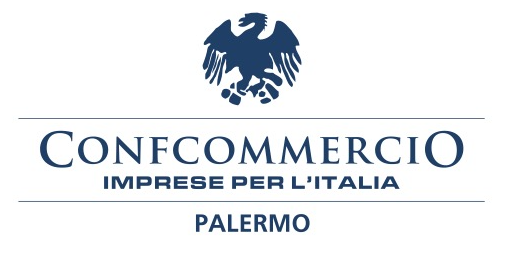 CONFCOMMERCIO
IMPRESE PER L'ITALIA
PALERMO